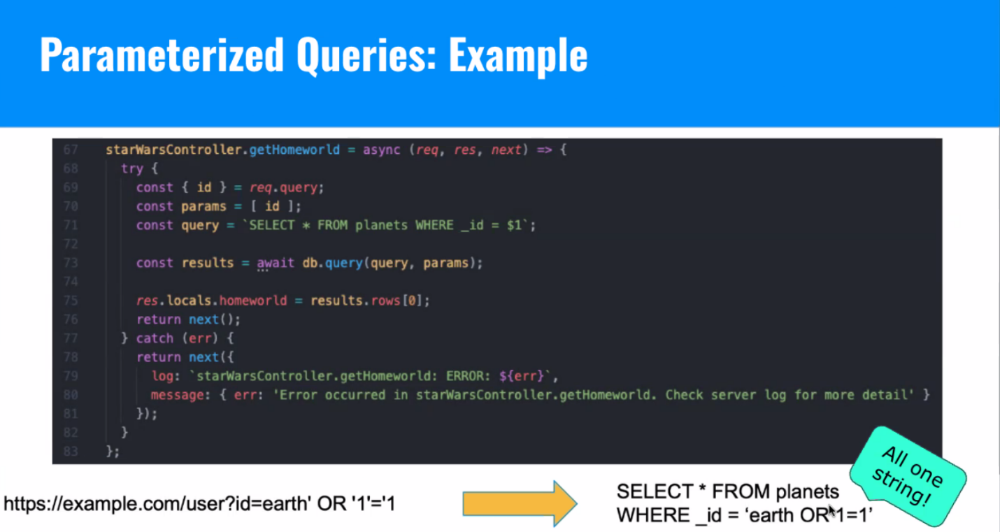 Parameterized Queries: Example
67 starWarsController.getHomeworld = async (req, res, next) => {
68 try {
69 const { id } = req.query;
70 const params = [ id ];
71 const query = `SELECT * FROM planets WHERE _id = $1`;
72
73 const results = await db.query(query, params);
74
75 res.locals.homeworld = results.rows[0];
76 return next();
77 } catch (err) {
78 return next({
79 log: `starWarsController.getHomeworld: ERROR: ${err}`,
80 message: { err: 'Error occurred in starWarsController.getHomeworld. Check server log for more detail' }
81 });
82 }
83 };
All one
string!
https://example.com/user?id=earth' OR '1'='1
SELECT * FROM planets
WHERE _id = ‘earth OR 1=1’